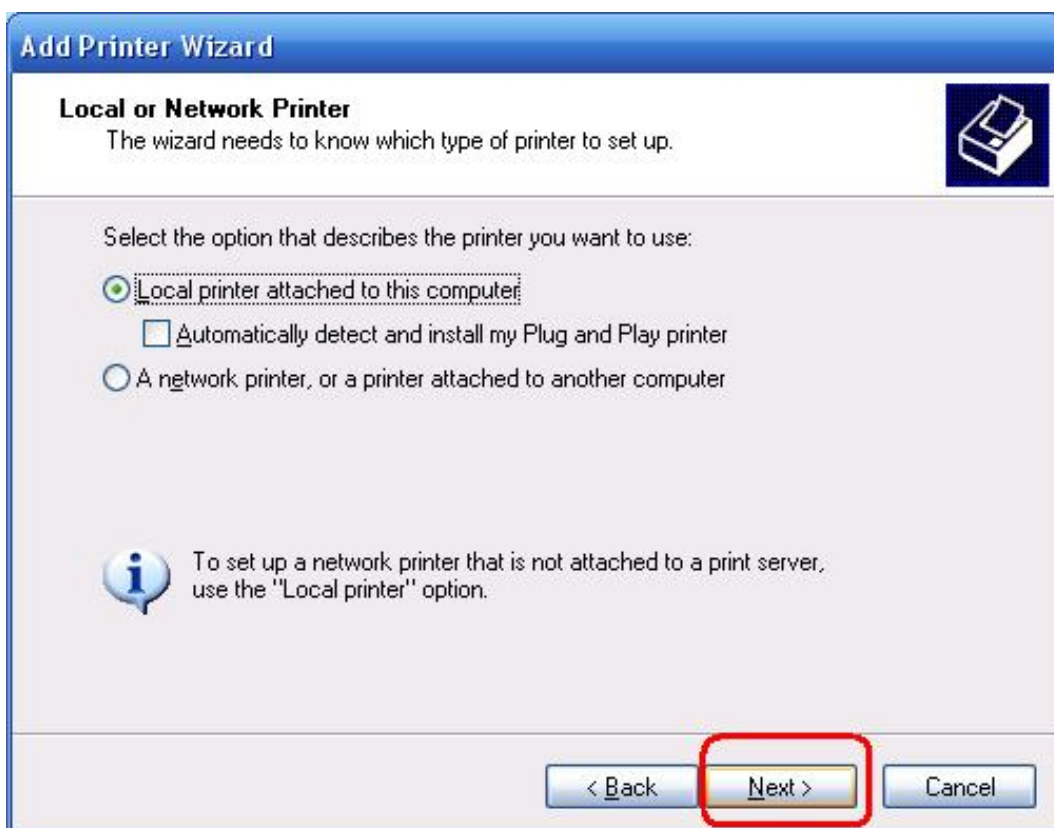 Add Printer Wizard
Local or Network Printer
The wizard needs to know which type of printer to set up.
Select the option that describes the printer you want to use:
Local printer attached to this computer
Automatically detect and install my Plug and Play printer
A network printer, or a printer attached to another computer
To set up a network printer that is not attached to a print server,
use the "Local printer" option.
< Back Next > Cancel